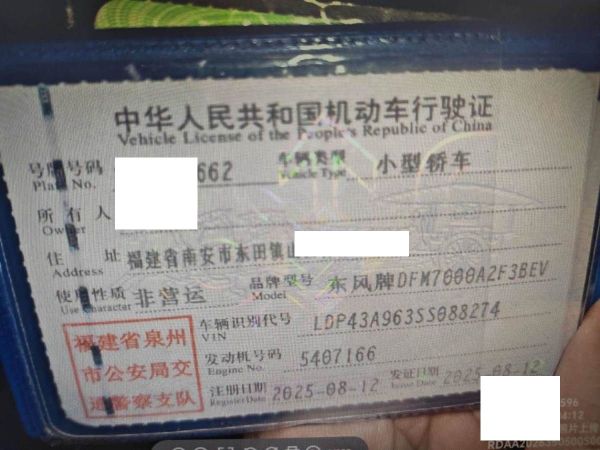 中华人民共和国机动车行驶证
Vehicle License of the People's Republic of China
号牌号码 662 车辆类型 小型轿车
Plate No. Vehicle Type
所有人
Owner
住址 福建省南安市东田镇
Address
使用性质 非营运 品牌型号 东风牌DFM7000A2F3BEV
Use Character Model
福建省泉州
市公安局交
通警察支队
车辆识别代号 LDP43A963SS088274
VIN
发动机号码 5407166
Engine No.
注册日期 2025-08-12 发证日期 2025-08-12
Register Date Issue Date
596
4:12
片上传